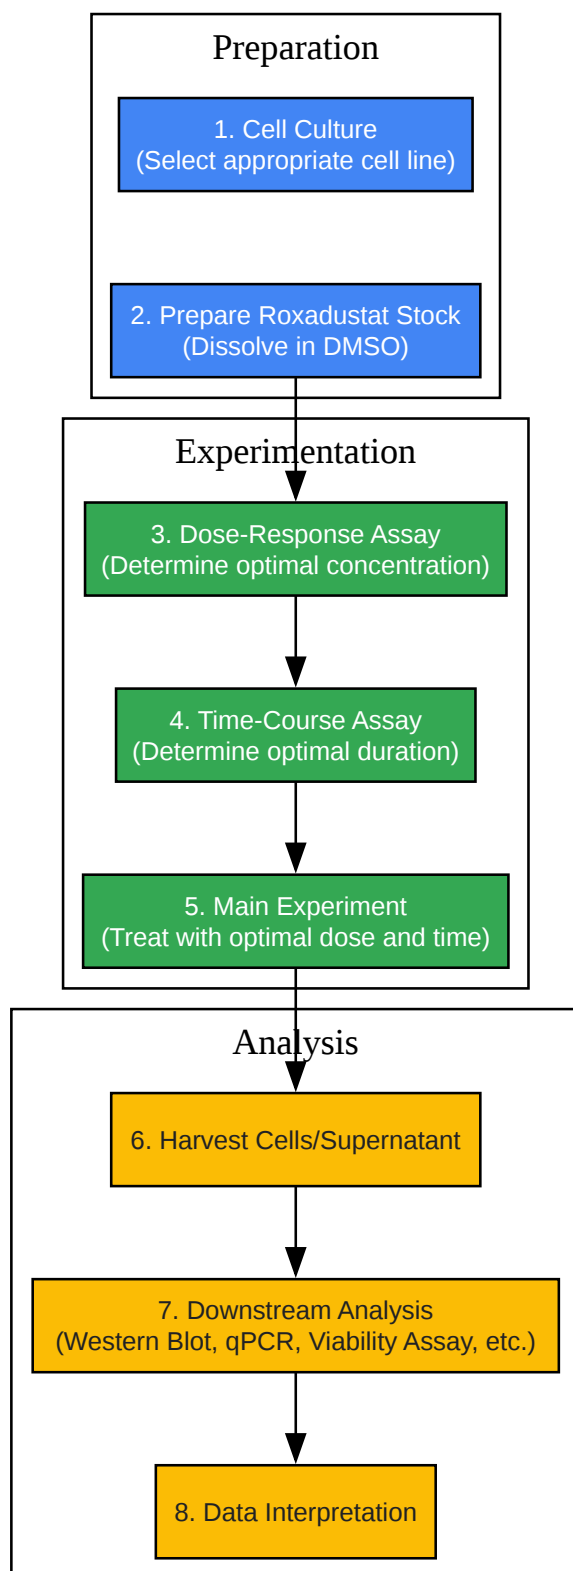 Preparation
1. Cell Culture
(Select appropriate cell line)
2. Prepare Roxadustat Stock
(Dissolve in DMSO)
Experimentation
3. Dose-Response Assay
(Determine optimal concentration)
4. Time-Course Assay
(Determine optimal duration)
5. Main Experiment
(Treat with optimal dose and time)
Analysis
6. Harvest Cells/Supernatant
7. Downstream Analysis
(Western Blot, qPCR, Viability Assay, etc.)
8. Data Interpretation